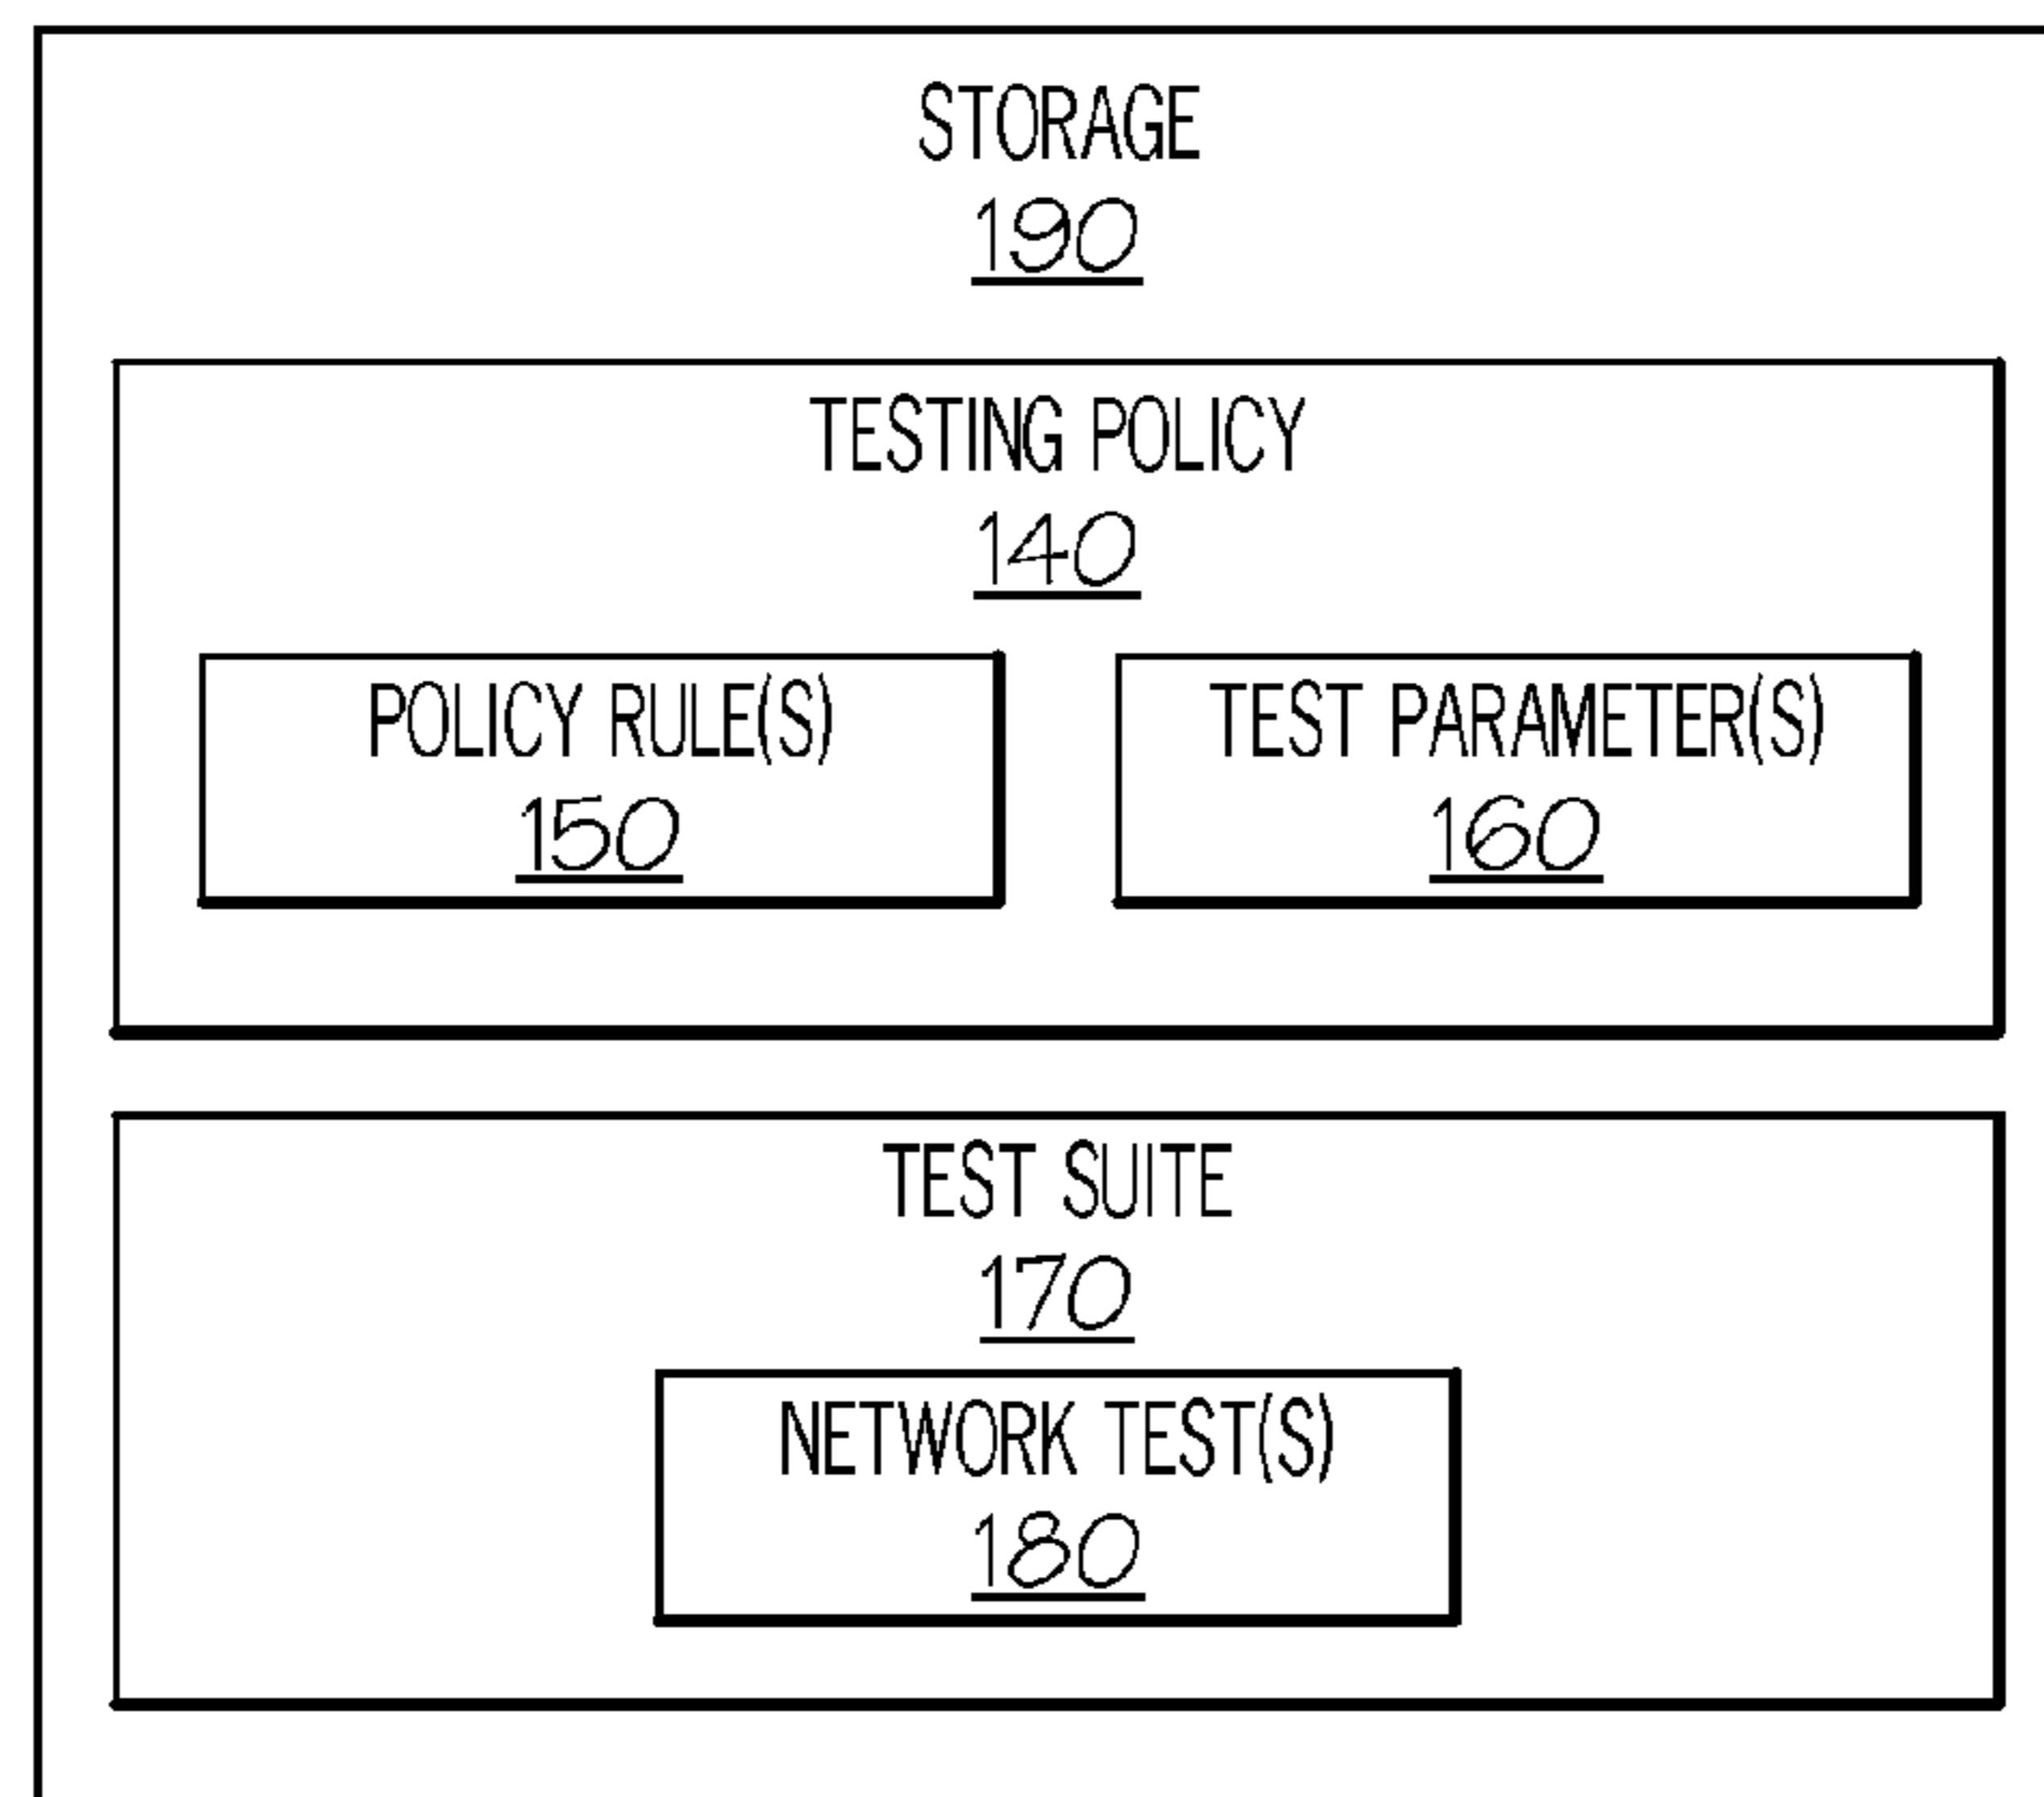 STORAGE
190
TESTING POLICY
140
POLICY RULE(S)
150
TEST PARAMETER(S)
160
TEST SUITE
170
NETWORK TEST(S)
180